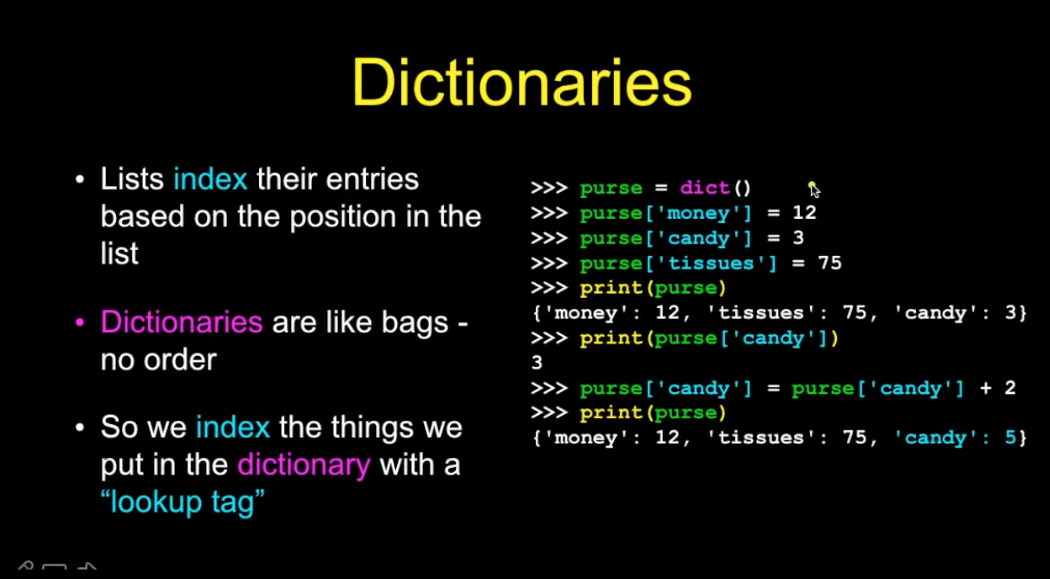 Dictionaries
• Lists index their entries
based on the position in the
list
• Dictionaries are like bags -
no order
• So we index the things we
put in the dictionary with a
“lookup tag”
>>> purse = dict()
>>> purse['money'] = 12
>>> purse['candy'] = 3
>>> purse['tissues'] = 75
>>> print(purse)
{'money': 12, 'tissues': 75, 'candy': 3}
>>> print(purse['candy'])
3
>>> purse['candy'] = purse['candy'] + 2
>>> print(purse)
{'money': 12, 'tissues': 75, 'candy': 5}